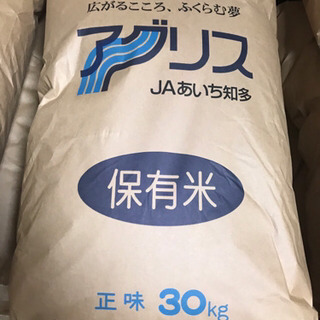 広がるこころ、ふくらむ夢
アグリス
JAあいち知多
保有米
正味 30kg